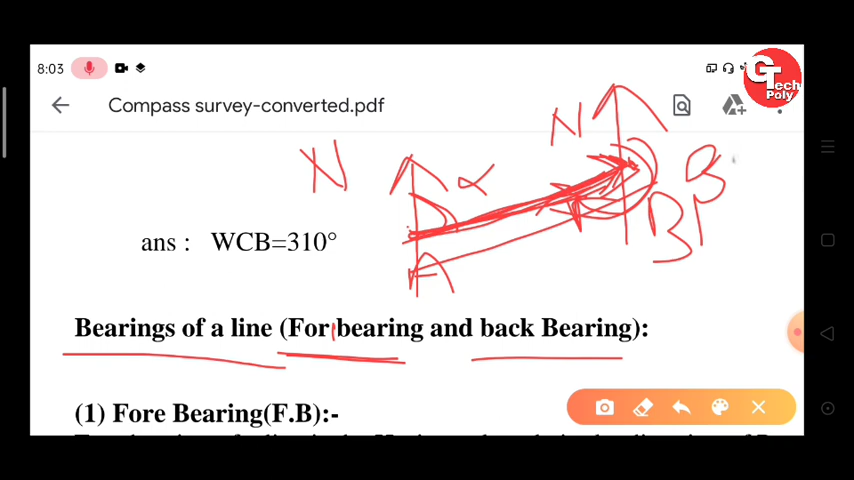 8:03
G Tech Poly
Compass survey-converted.pdf
N
N
α
β
B
A
ans : WCB=310°
Bearings of a line (For bearing and back Bearing):
(1) Fore Bearing(F.B):-